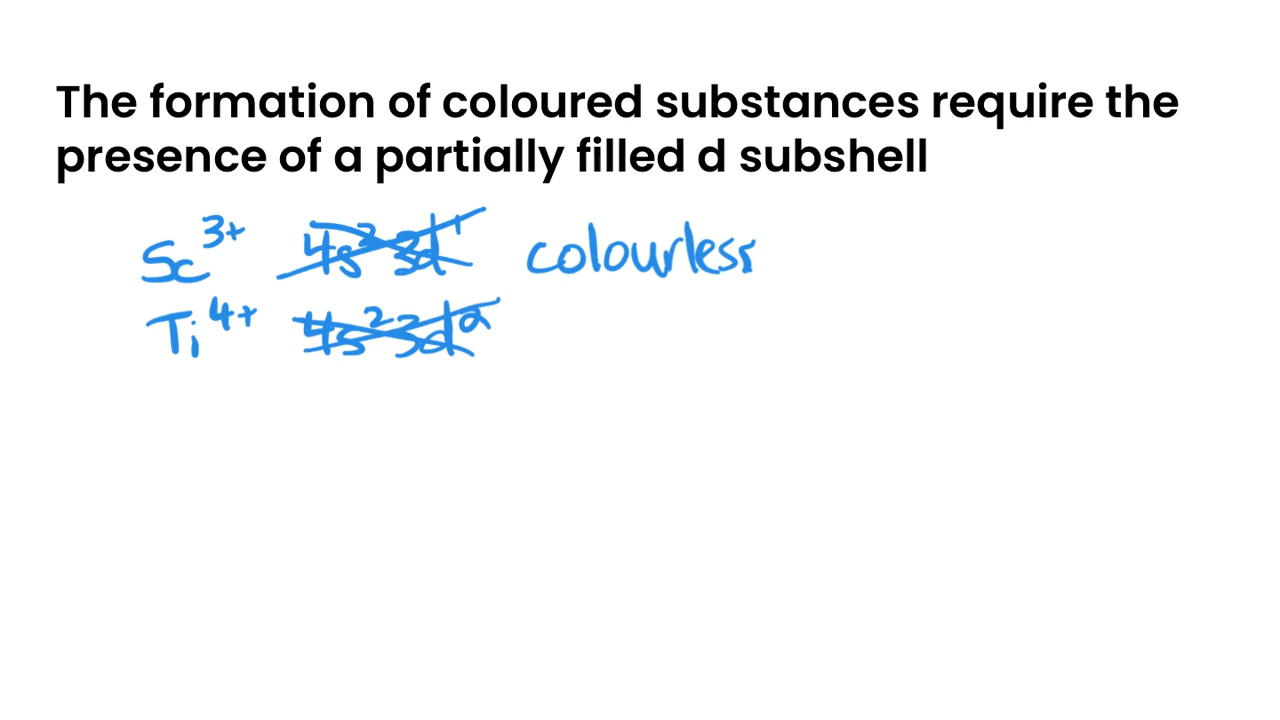 The formation of coloured substances require the
presence of a partially filled d subshell
Sc³⁺ 4s² 3d¹ colourless
Ti⁴⁺ 4s² 3d²